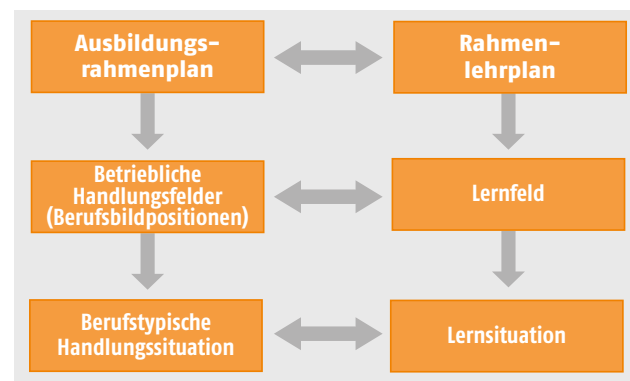 Ausbildungs-
rahmenplan
Rahmen-
lehrplan
Betriebliche
Handlungsfelder
(Berufsbildpositionen)
Lernfeld
Berufstypische
Handlungssituation
Lernsituation